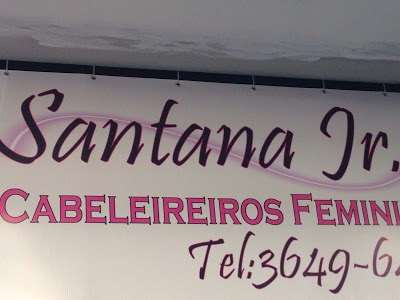 Santana Jr.
CABELEIREIROS FEMINI
Tel:3649-6